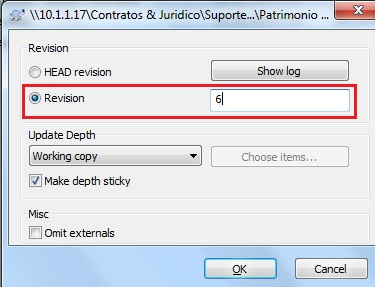 \\10.1.1.17\Contratos & Juridico\Suporte...\Patrimonio ...
Revision
HEAD revision
Show log
Revision
6
Update Depth
Working copy
Choose items...
Make depth sticky
Misc
Omit externals
OK
Cancel